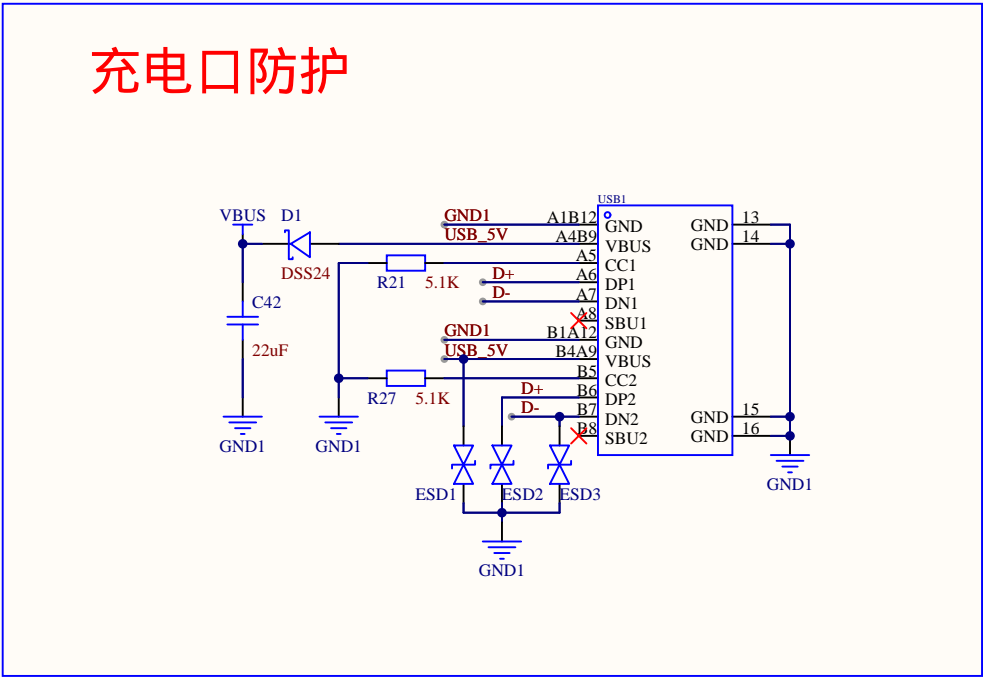 充电口防护
USB1
VBUS D1
DSS24
C42
22uF
GND1
GND1 A1B12 GND
USB_5V A4B9 VBUS
A5 CC1
R21 5.1K
D+ A6 DP1
D- A7 DN1
A8 SBU1
GND1 B1A12 GND
USB_5V B4A9 VBUS
B5 CC2
R27 5.1K
D+ B6 DP2
D- B7 DN2
B8 SBU2
GND1
GND 13
GND 14
GND 15
GND 16
GND1
ESD1 ESD2 ESD3
GND1